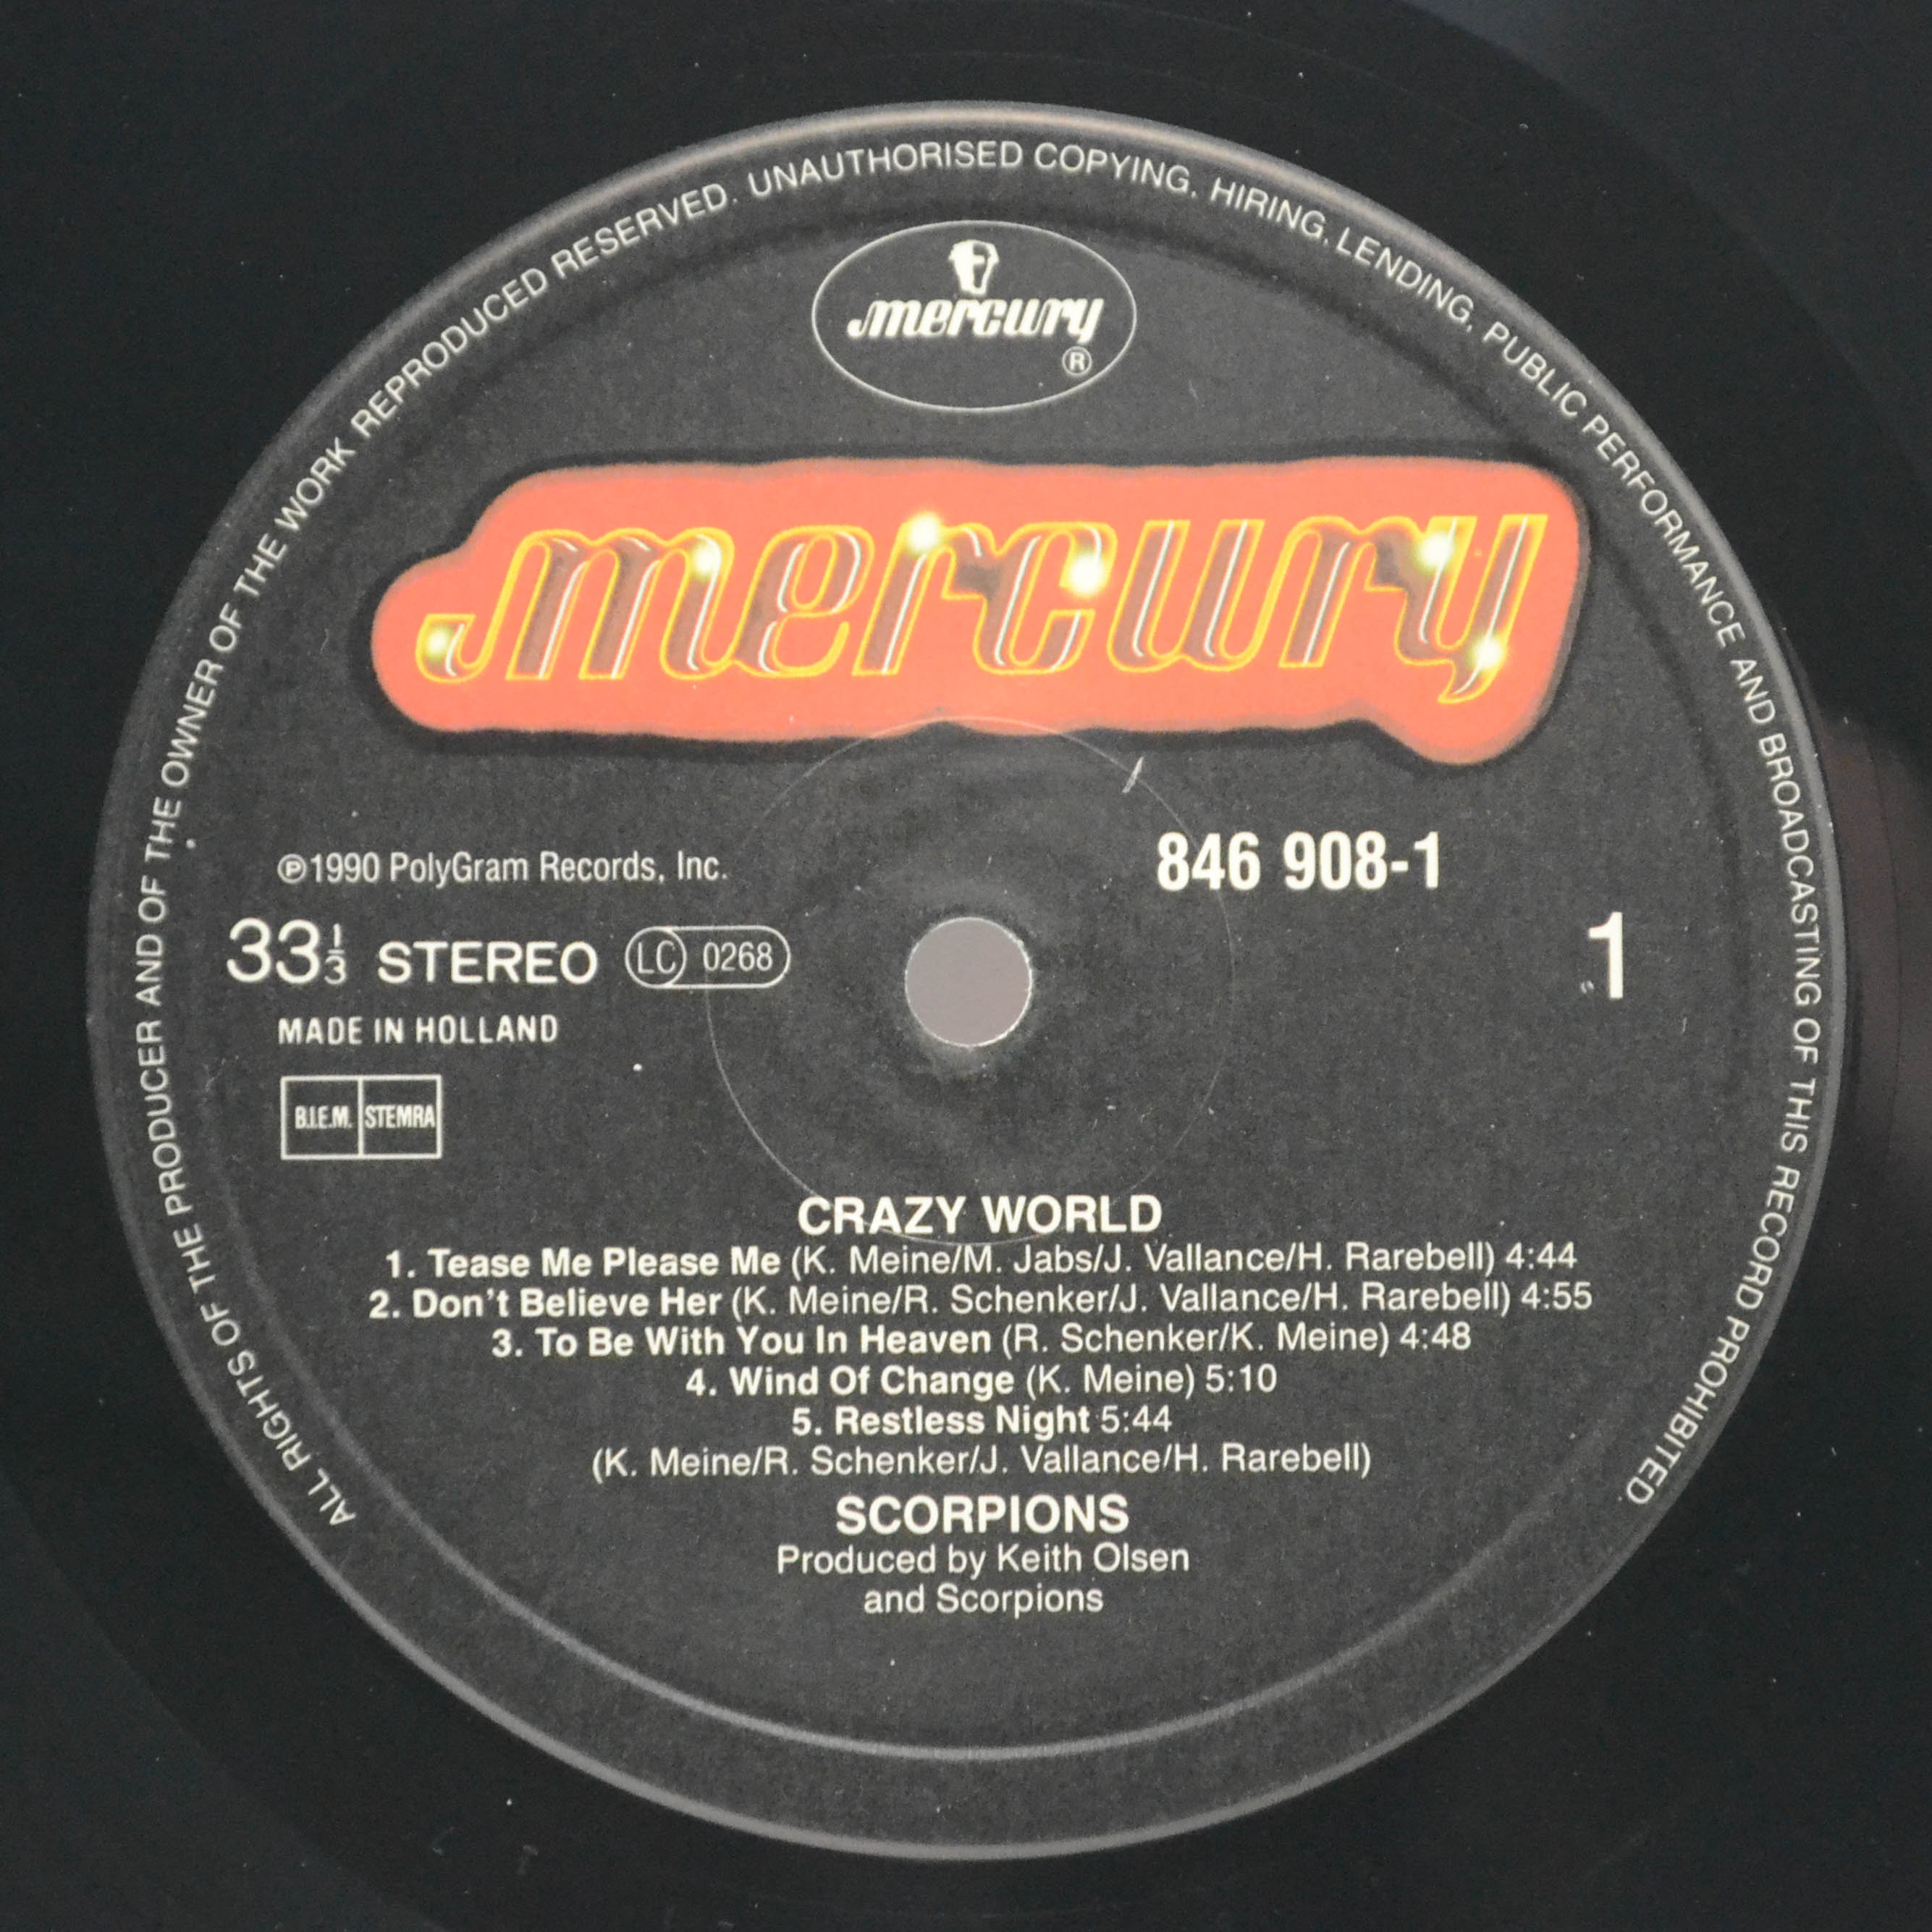 ALL RIGHTS OF THE PRODUCER AND OF THE OWNER OF THE WORK REPRODUCED RESERVED. UNAUTHORISED COPYING, HIRING, LENDING, PUBLIC PERFORMANCE AND BROADCASTING OF THIS RECORD PROHIBITED
mercury
®
mercury
℗1990 PolyGram Records, Inc.
846 908-1
33⅓ STEREO LC 0268
1
MADE IN HOLLAND
B.I.E.M. STEMRA
CRAZY WORLD
1. Tease Me Please Me (K. Meine/M. Jabs/J. Vallance/H. Rarebell) 4:44
2. Don't Believe Her (K. Meine/R. Schenker/J. Vallance/H. Rarebell) 4:55
3. To Be With You In Heaven (R. Schenker/K. Meine) 4:48
4. Wind Of Change (K. Meine) 5:10
5. Restless Night 5:44
(K. Meine/R. Schenker/J. Vallance/H. Rarebell)
SCORPIONS
Produced by Keith Olsen
and Scorpions